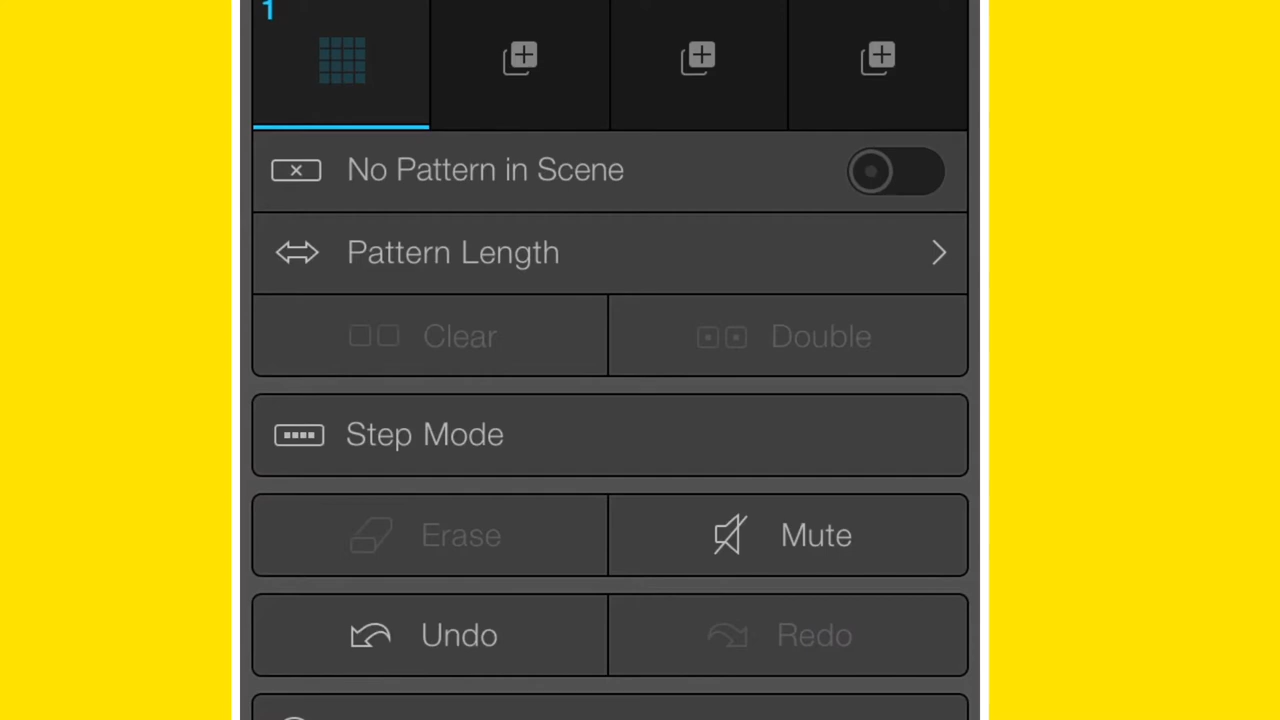 1
No Pattern in Scene
Pattern Length
Clear Double
Step Mode
Erase Mute
Undo Redo